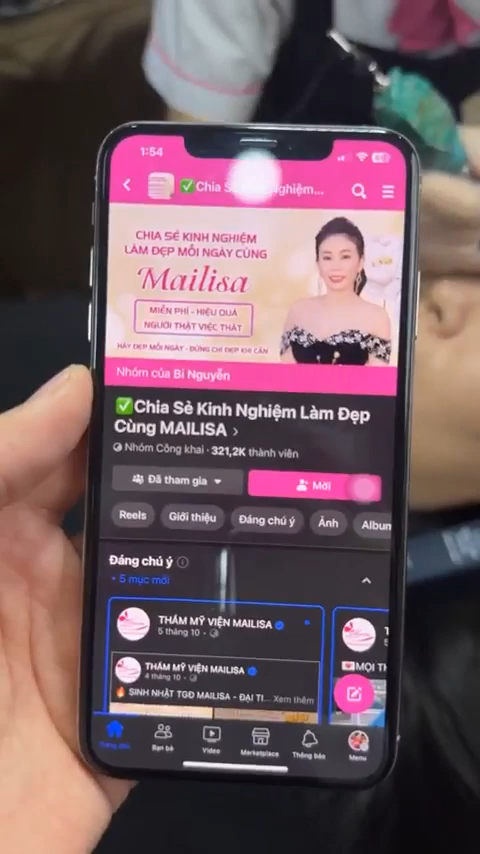 1:54
✅Chia S nghiệm...
CHIA SẺ KINH NGHIỆM
LÀM ĐẸP MỖI NGÀY CÙNG
Mailisa
MIỄN PHÍ - HIỆU QUẢ
NGƯỜI THẬT VIỆC THẬT
HÃY ĐẸP MỖI NGÀY - ĐỪNG CHỈ ĐẸP KHI CẦN
Nhóm của Bi Nguyễn
✅Chia Sẻ Kinh Nghiệm Làm Đẹp
Cùng MAILISA >
Nhóm Công khai · 321,2K thành viên
Đã tham gia
Mời
Reels
Giới thiệu
Đáng chú ý
Ảnh
Album
Đáng chú ý
• 5 mục mới
THẨM MỸ VIỆN MAILISA
5 tháng 10 ·
THẨM MỸ VIỆN MAILISA
4 tháng 10 ·
🔥 SINH NHẬT TGĐ MAILISA - ĐẠI TI... Xem thêm
💌MỌI TH
Trang chủ
Bạn bè
Video
Marketplace
Thông báo
Menu